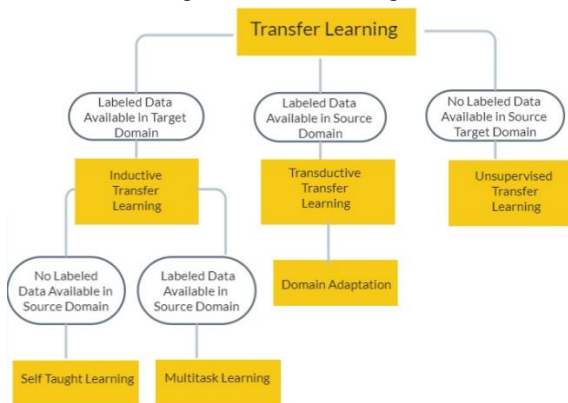 Transfer Learning
Labeled Data
Available in Target
Domain
Labeled Data
Available in Source
Domain
No Labeled Data
Available in Source
Target Domain
Inductive
Transfer
Learning
Transductive
Transfer
Learning
Unsupervised
Transfer Learning
No Labeled
Data Available in
Source Domain
Labeled Data
Available in
Source Domain
Domain Adaptation
Self Taught Learning
Multitask Learning